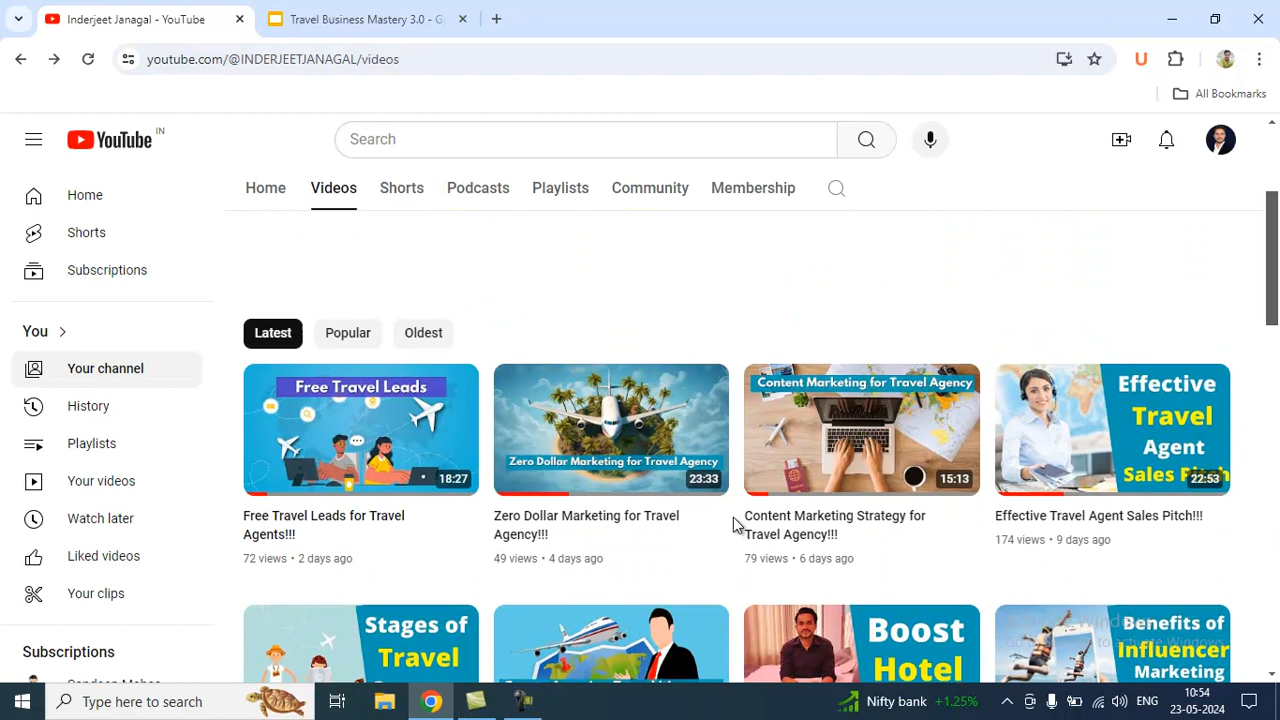 Inderjeet Janagal - YouTube
Travel Business Mastery 3.0 - G
youtube.com/@INDERJEETJANAGAL/videos
All Bookmarks
YouTube IN
Search
Home Videos Shorts Podcasts Playlists Community Membership
Home
Shorts
Subscriptions
You
Your channel
History
Playlists
Your videos
Watch later
Liked videos
Your clips
Subscriptions
Latest Popular Oldest
Free Travel Leads
18:27
Free Travel Leads for Travel
Agents!!!
72 views • 2 days ago
Zero Dollar Marketing for Travel Agency
23:33
Zero Dollar Marketing for Travel
Agency!!!
49 views • 4 days ago
Content Marketing for Travel Agency
15:13
Content Marketing Strategy for
Travel Agency!!!
79 views • 6 days ago
Effective
Travel
Agent
Sales Pitch
22:53
Effective Travel Agent Sales Pitch!!!
174 views • 9 days ago
Stages of
Travel
Boost
Hotel
Benefits of
Influencer
Marketing
Type here to search
Nifty bank +1.25%
ENG
10:54
23-05-2024